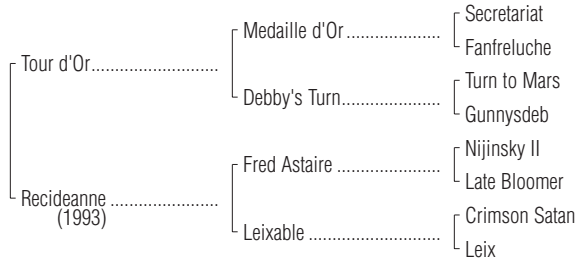 Secretariat
Medaille d'Or....................
Fanfreluche
Tour d'Or...........................
Turn to Mars
Debby's Turn.....................
Gunnysdeb
Nijinsky II
Fred Astaire ......................
Late Bloomer
Recideanne .......................
(1993)
Crimson Satan
Leixable ............................
Leix